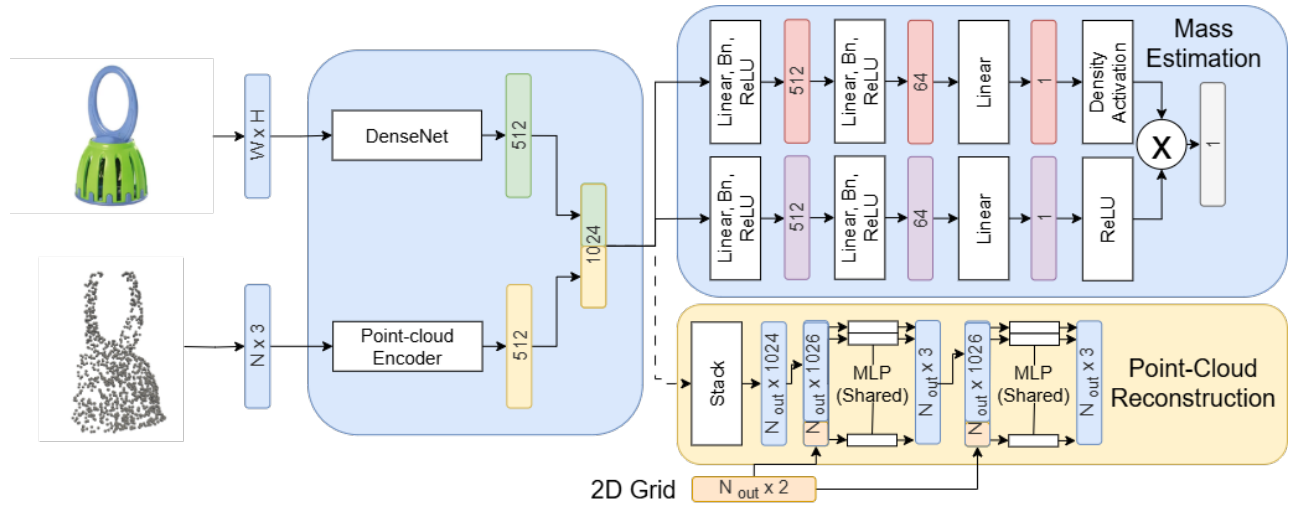 W x H
DenseNet
512
N x 3
Point-cloud
Encoder
512
1024
Mass
Estimation
Linear, Bn,
ReLU
512
Linear, Bn,
ReLU
64
Linear
1
Density
Activation
X
1
Linear, Bn,
ReLU
512
Linear, Bn,
ReLU
64
Linear
1
ReLU
Stack
N out x 1024
N out x 1026
MLP
(Shared)
N out x 3
N out x 1026
MLP
(Shared)
N out x 3
Point-Cloud
Reconstruction
2D Grid
N out x 2